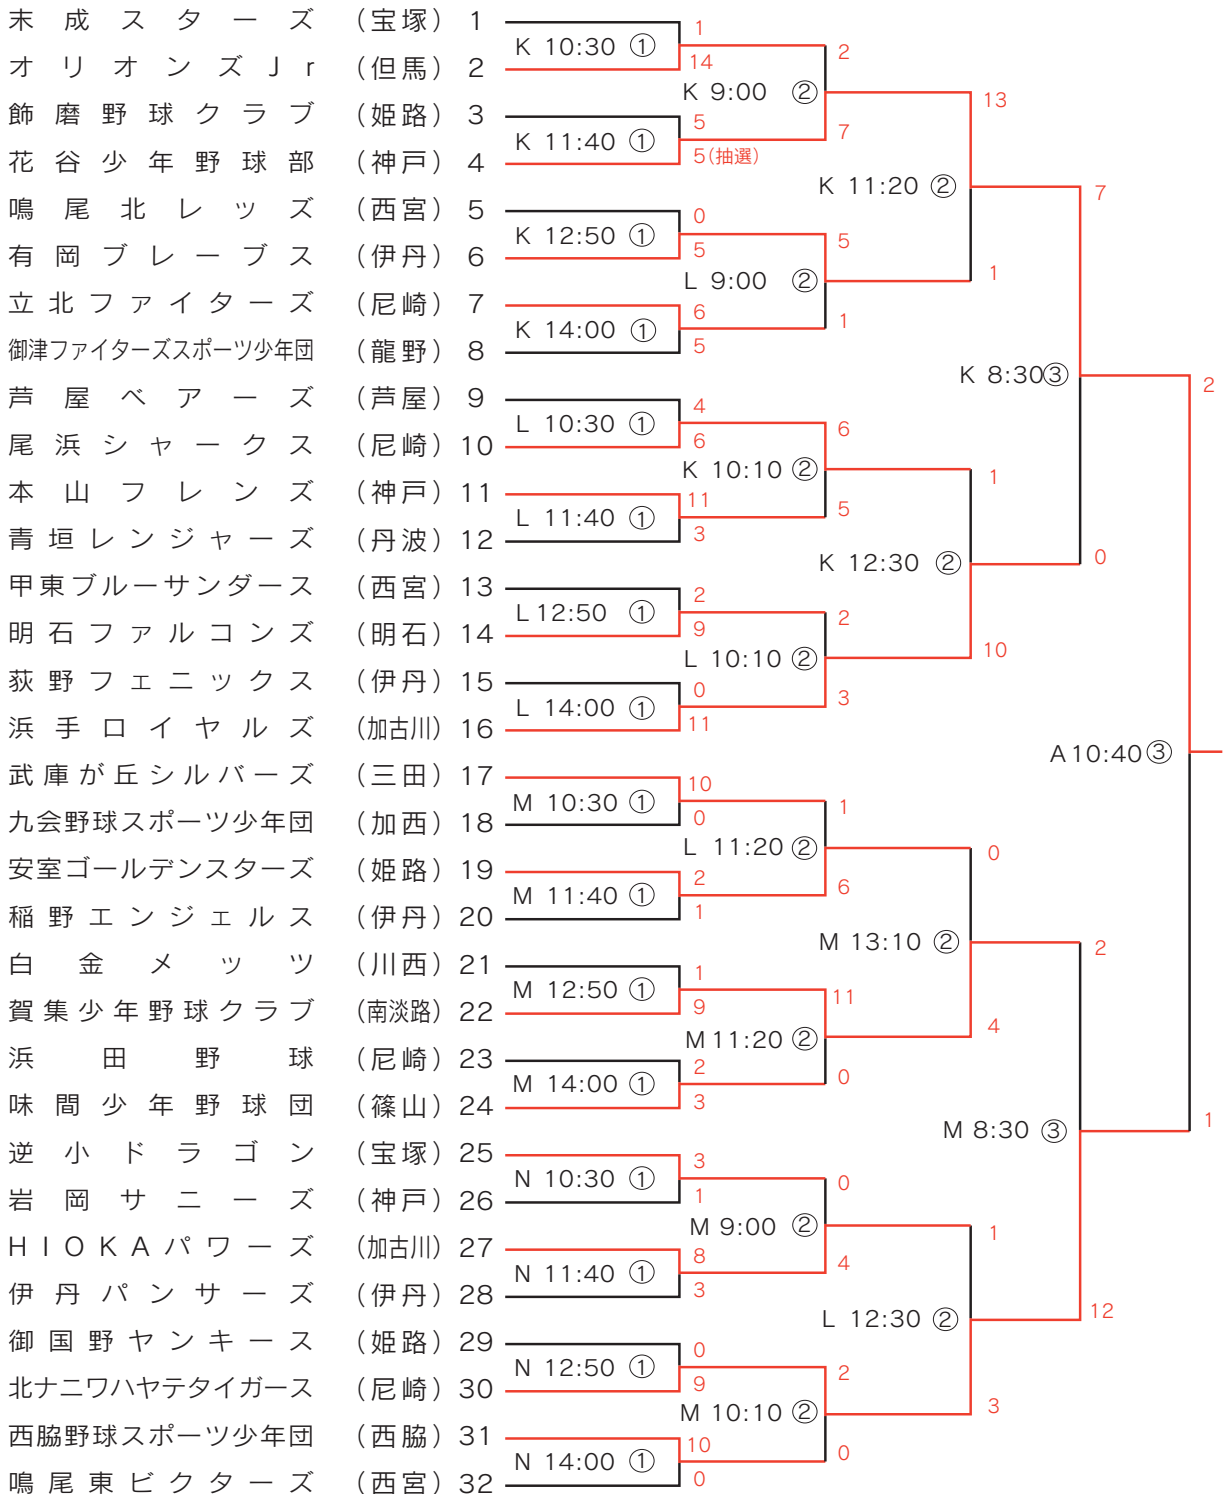 末成スターズ (宝塚) 1
オリオンズJr (但馬) 2
飾磨野球クラブ (姫路) 3
花谷少年野球部 (神戸) 4
鳴尾北レッズ (西宮) 5
有岡ブレーブス (伊丹) 6
立北ファイターズ (尼崎) 7
御津ファイターズスポーツ少年団 (龍野) 8
芦屋ベアーズ (芦屋) 9
尾浜シャークス (尼崎) 10
本山フレンズ (神戸) 11
青垣レンジャーズ (丹波) 12
甲東ブルーサンダース (西宮) 13
明石ファルコンズ (明石) 14
荻野フェニックス (伊丹) 15
浜手ロイヤルズ (加古川) 16
武庫が丘シルバーズ (三田) 17
九会野球スポーツ少年団 (加西) 18
安室ゴールデンスターズ (姫路) 19
稲野エンジェルス (伊丹) 20
白金メッツ (川西) 21
賀集少年野球クラブ (南淡路) 22
浜田野球 (尼崎) 23
味間少年野球団 (篠山) 24
逆小ドラゴン (宝塚) 25
岩岡サニーズ (神戸) 26
HIOKAパワーズ (加古川) 27
伊丹パンサーズ (伊丹) 28
御国野ヤンキース (姫路) 29
北ナニワハヤテタイガース (尼崎) 30
西脇野球スポーツ少年団 (西脇) 31
鳴尾東ビクターズ (西宮) 32
K 10:30 ①
1
14
K 11:40 ①
5
5(抽選)
K 12:50 ①
0
5
K 14:00 ①
6
5
L 10:30 ①
4
6
L 11:40 ①
11
3
L 12:50 ①
2
9
L 14:00 ①
0
11
M 10:30 ①
10
0
M 11:40 ①
2
1
M 12:50 ①
1
9
M 14:00 ①
2
3
N 10:30 ①
3
1
N 11:40 ①
8
3
N 12:50 ①
0
9
N 14:00 ①
10
0
K 9:00 ②
2
7
L 9:00 ②
5
1
K 10:10 ②
6
5
L 10:10 ②
2
3
L 11:20 ②
1
6
M 11:20 ②
11
0
M 9:00 ②
0
4
M 10:10 ②
2
0
K 11:20 ②
13
1
K 12:30 ②
1
10
M 13:10 ②
0
4
L 12:30 ②
1
3
K 8:30 ③
7
0
M 8:30 ③
2
12
A 10:40 ③
2
1